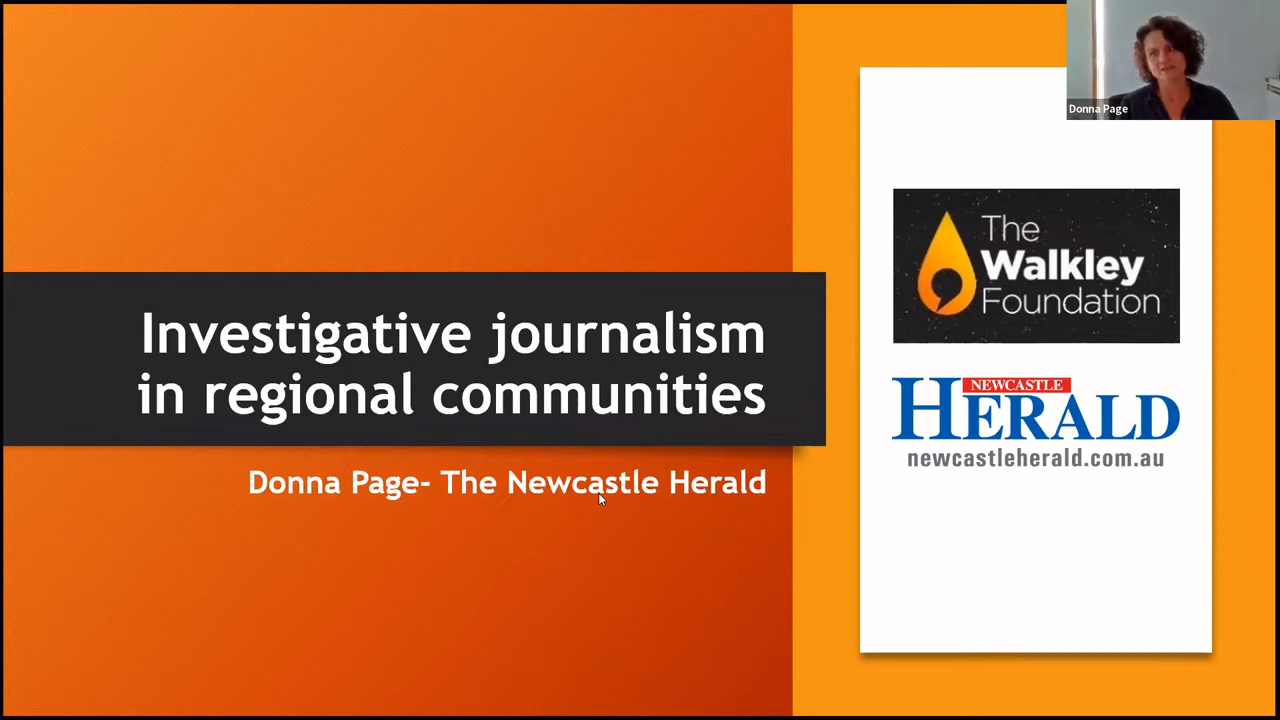 Donna Page
The
Walkley
Foundation
NEWCASTLE
HERALD
newcastleherald.com.au
Investigative journalism
in regional communities
Donna Page- The Newcastle Herald